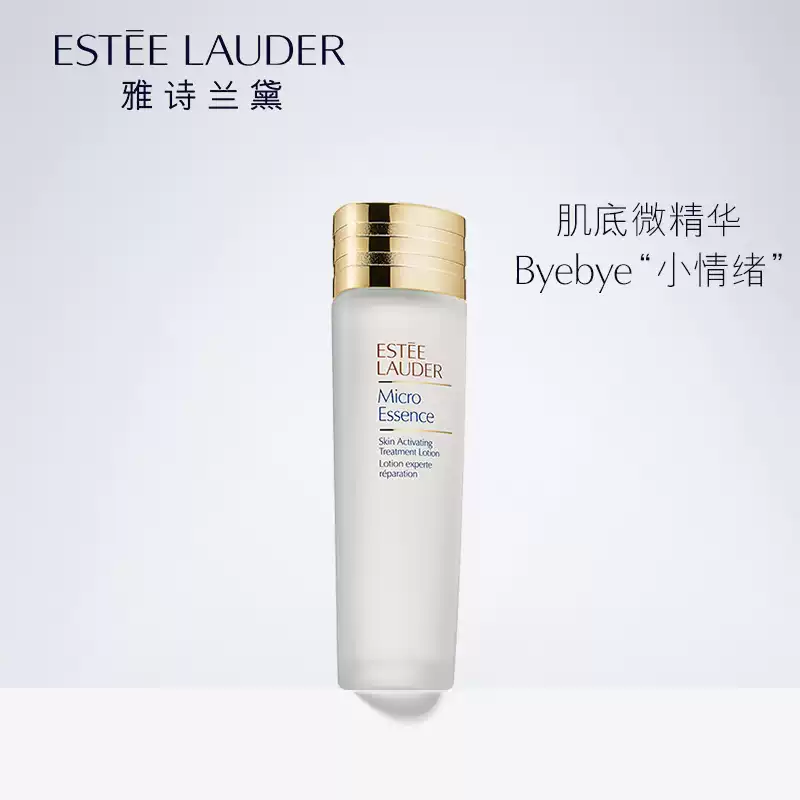 ESTĒE LAUDER
雅诗兰黛
肌底微精华
Byebye“小情绪”
ESTĒE
LAUDER
Micro
Essence
Skin Activating
Treatment Lotion
Lotion experte
réparation